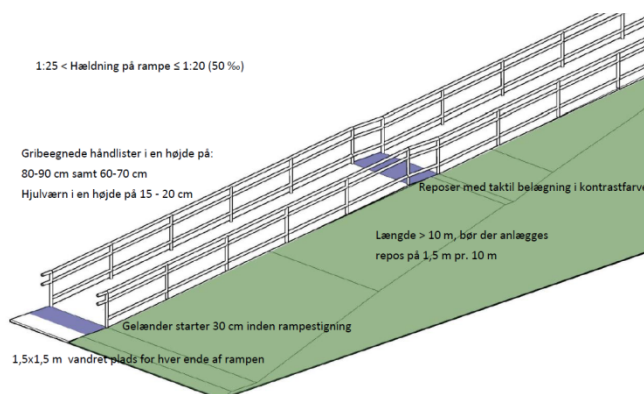 1:25 < Hældning på rampe ≤ 1:20 (50 ‰)
Gribeegnede håndlister i en højde på:
80-90 cm samt 60-70 cm
Hjulværn i en højde på 15 - 20 cm
Reposer med taktil belægning i kontrastfarve
Længde > 10 m, bør der anlægges
repos på 1,5 m pr. 10 m
Gelænder starter 30 cm inden rampestigning
1,5x1,5 m vandret plads for hver ende af rampen